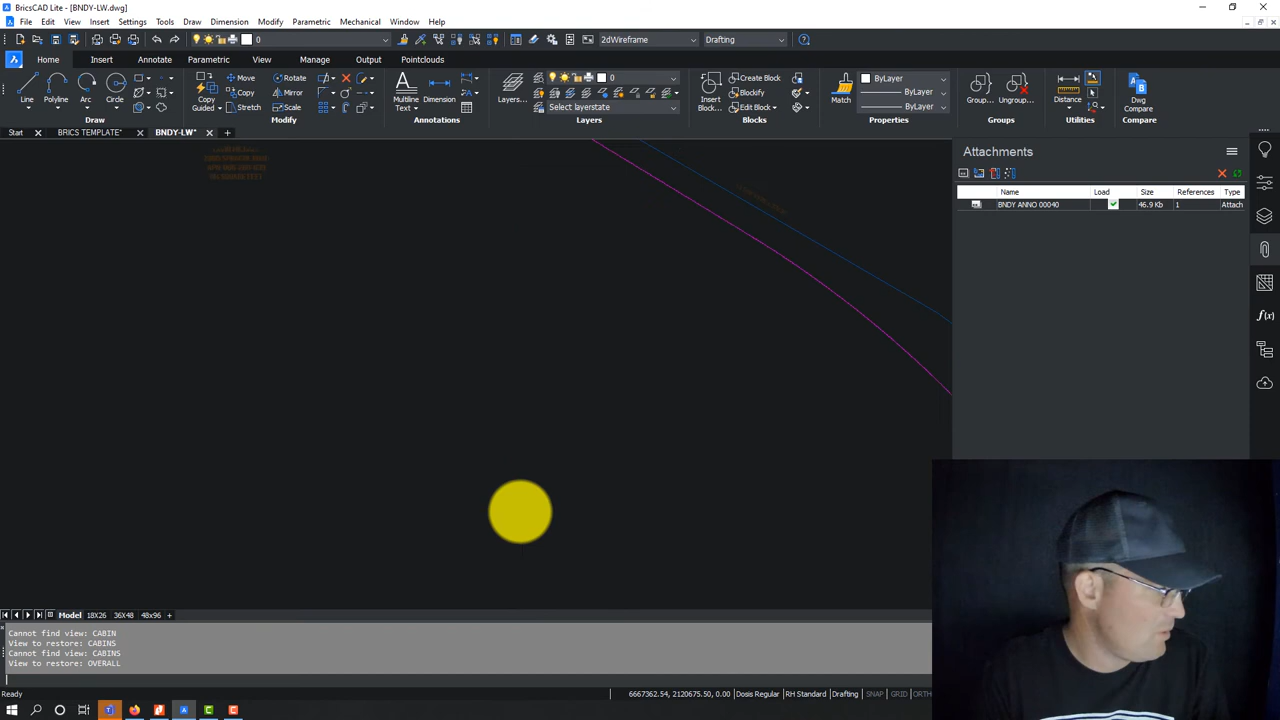 BricsCAD Lite - [BNDY-LW.dwg]
File Edit View Insert Settings Tools Draw Dimension Modify Parametric Mechanical Window Help
0 2dWireframe Drafting
Home Insert Annotate Parametric View Manage Output Pointclouds
Line Polyline Arc Circle
Draw
Copy Guided
Move Rotate
Copy Mirror
Stretch Scale
Modify
Multiline Text Dimension
Annotations
Layers...
0
Select layerstate
Layers
Insert Block...
Create Block
Blockify
Edit Block
Blocks
Match
ByLayer
ByLayer
ByLayer
Properties
Group... Ungroup...
Groups
Distance
Utilities
Dwg Compare
Compare
Start BRICS TEMPLATE* BNDY-LW*
Attachments
Name Load Size References Type
BNDY ANNO 00040 46.9 Kb 1 Attach
Model 18X26 36X48 48x96
Cannot find view: CABIN
View to restore: CABINS
Cannot find view: CABINS
View to restore: OVERALL
:
Ready 6667362.54, 2120675.50, 0.00 Dosis Regular RH Standard Drafting SNAP GRID ORTH